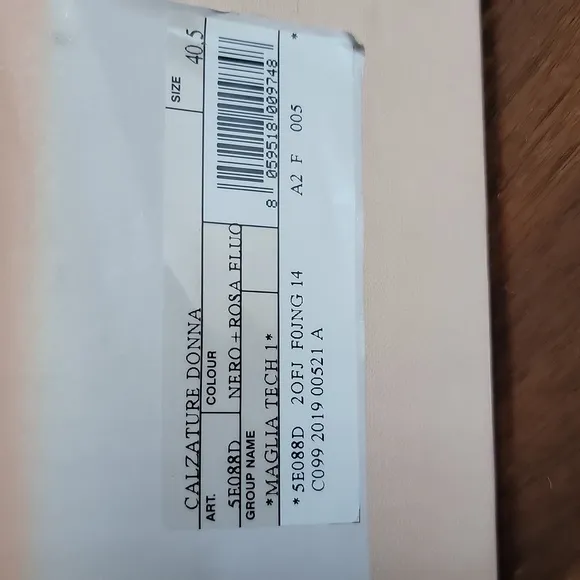 CALZATURE DONNA
SIZE 40,5
ART. 5E088D
COLOUR NERO+ROSA FLUO
GROUP NAME
*MAGLIA TECH 1*
8 059518 009748
*5E088D 2OFJ F0JNG 14 A2 F 005 *
C099 2019 00521 A